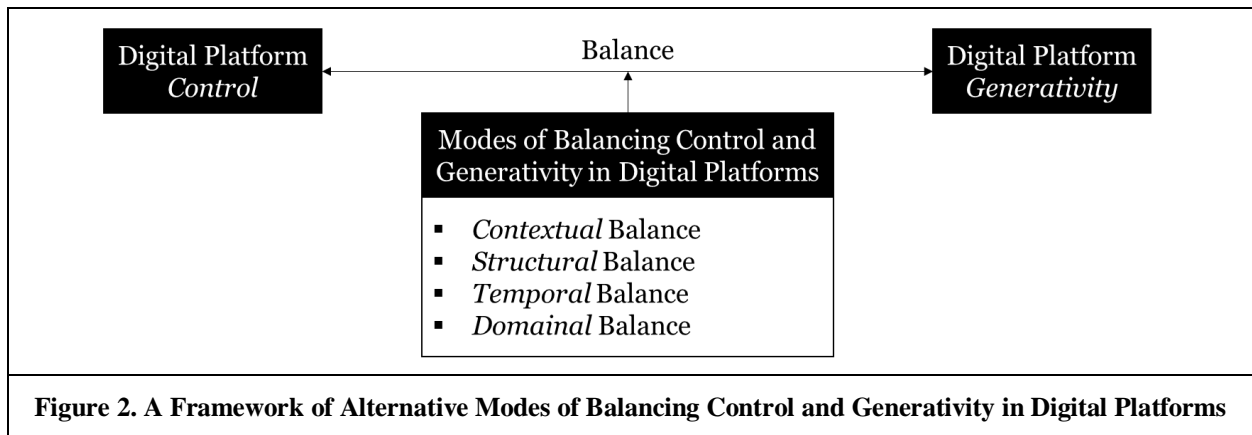 Digital Platform
Control
Balance
Digital Platform
Generativity
Modes of Balancing Control and
Generativity in Digital Platforms
▪ Contextual Balance
▪ Structural Balance
▪ Temporal Balance
▪ Domainal Balance
Figure 2. A Framework of Alternative Modes of Balancing Control and Generativity in Digital Platforms